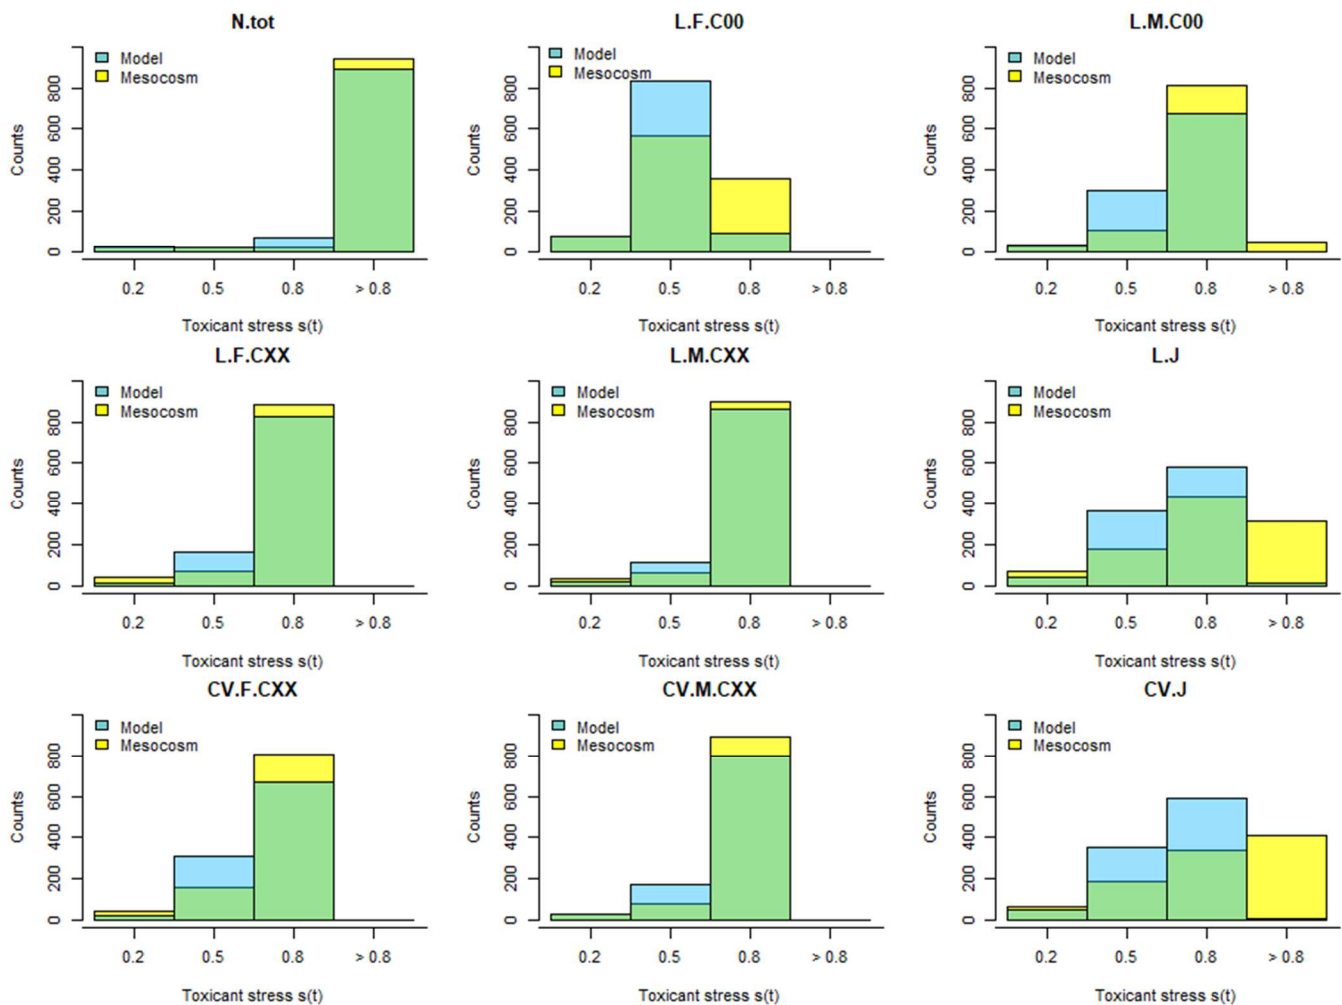 N.tot
Model
Mesocosm
Counts
0 200 400 600 800
0.2 0.5 0.8 > 0.8
Toxicant stress s(t)
L.F.C00
Model
Mesocosm
Counts
0 200 400 600 800
0.2 0.5 0.8 > 0.8
Toxicant stress s(t)
L.M.C00
Model
Mesocosm
Counts
0 200 400 600 800
0.2 0.5 0.8 > 0.8
Toxicant stress s(t)
L.F.CXX
Model
Mesocosm
Counts
0 200 400 600 800
0.2 0.5 0.8 > 0.8
Toxicant stress s(t)
L.M.CXX
Model
Mesocosm
Counts
0 200 400 600 800
0.2 0.5 0.8 > 0.8
Toxicant stress s(t)
L.J
Model
Mesocosm
Counts
0 200 400 600 800
0.2 0.5 0.8 > 0.8
Toxicant stress s(t)
CV.F.CXX
Model
Mesocosm
Counts
0 200 400 600 800
0.2 0.5 0.8 > 0.8
Toxicant stress s(t)
CV.M.CXX
Model
Mesocosm
Counts
0 200 400 600 800
0.2 0.5 0.8 > 0.8
Toxicant stress s(t)
CV.J
Model
Mesocosm
Counts
0 200 400 600 800
0.2 0.5 0.8 > 0.8
Toxicant stress s(t)